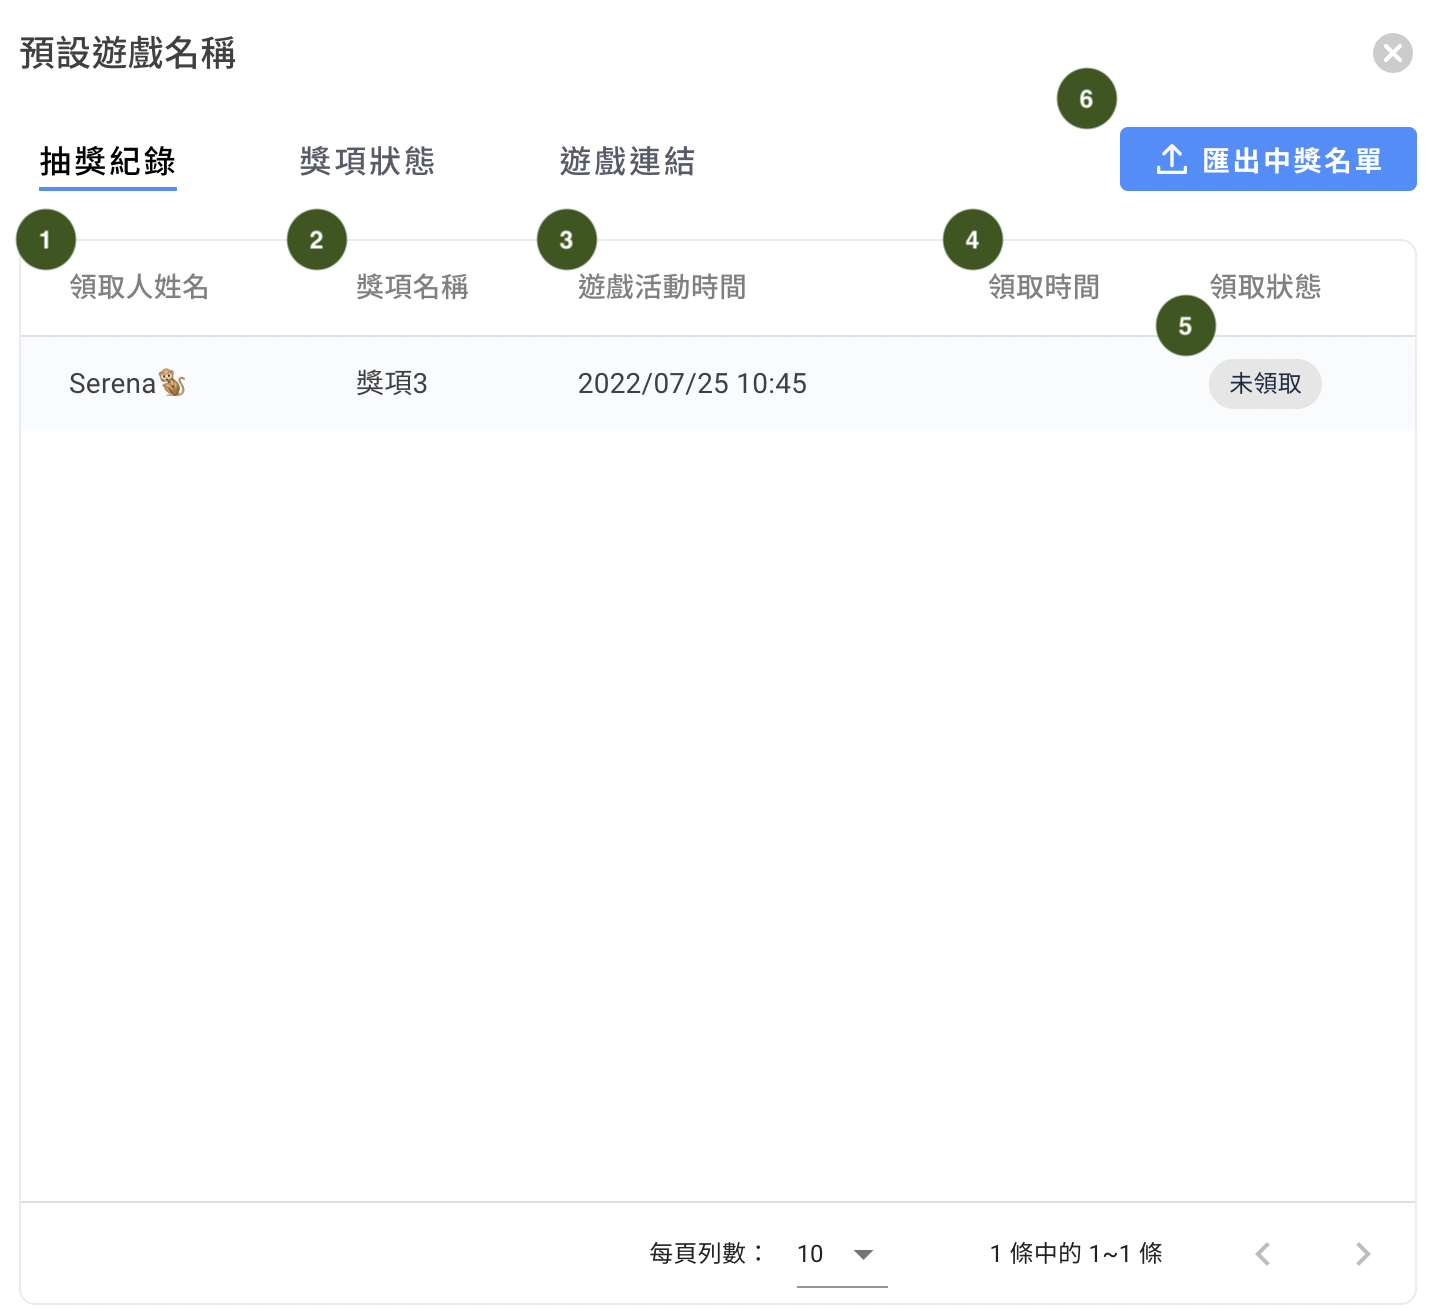 預設遊戲名稱
6
抽獎紀錄 獎項狀態 遊戲連結 匯出中獎名單
1 2 3 4
領取人姓名 獎項名稱 遊戲活動時間 領取時間 領取狀態
5
Serena🐒 獎項3 2022/07/25 10:45 未領取
每頁列數： 10 1 條中的 1~1 條